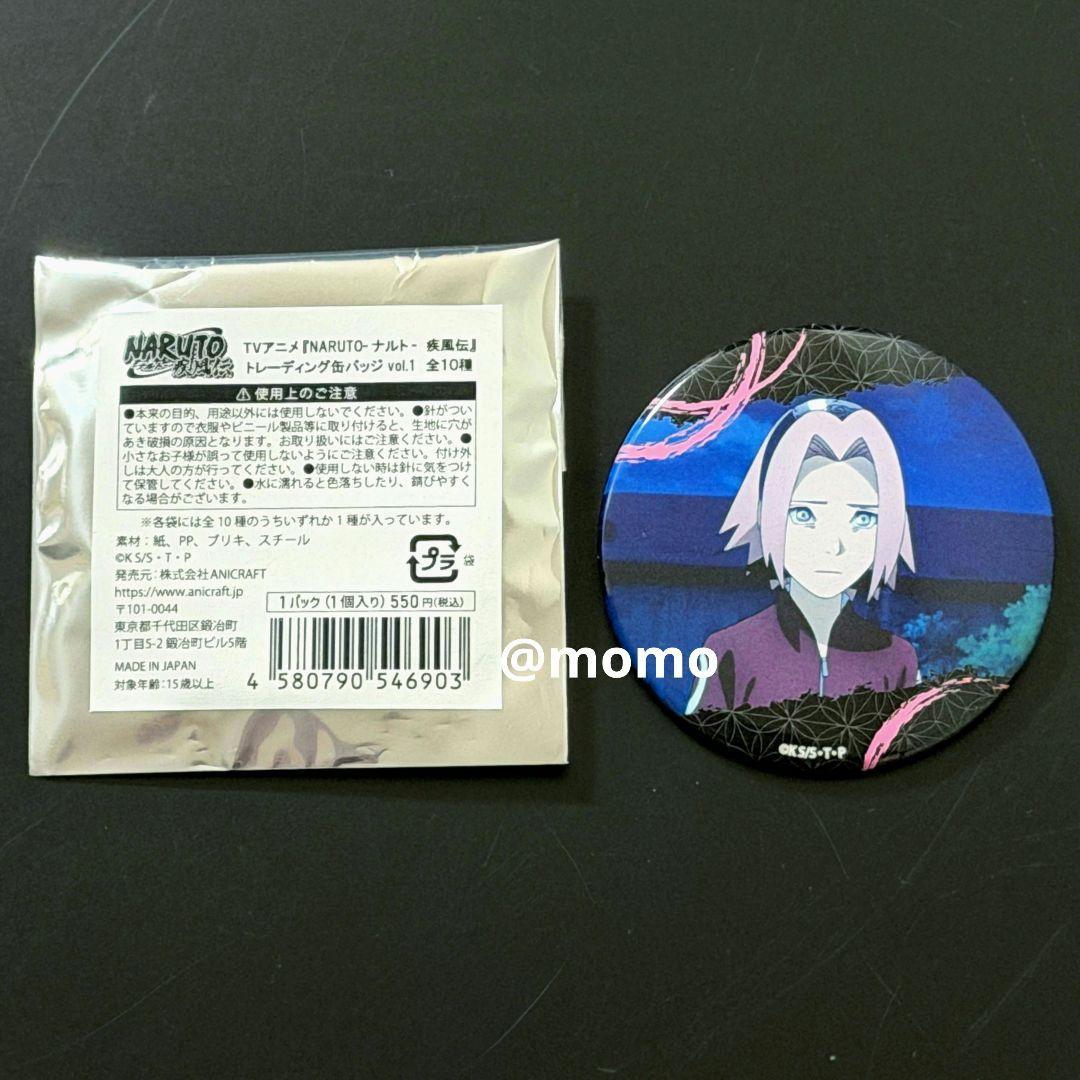 NARUTO
-ナルト-
疾風伝
TVアニメ『NARUTO-ナルト- 疾風伝』
トレーディング缶バッジ vol.1 全10種
⚠使用上のご注意
●本来の目的、用途以外には使用しないでください。●針がつい
ていますので衣服やビニール製品等に取り付けると、生地に穴が
あき破損の原因となります。お取り扱いにはご注意ください。●
小さなお子様が誤って使用しないようにご注意ください。付け外
しは大人の方が行ってください。●使用しない時は針に気をつけ
て保管してください。●水に濡れると色落ちしたり、錆びやすく
なる場合がございます。
※各袋には全10種のうちいずれか1種が入っています。
素材:紙、PP、ブリキ、スチール
©K S/S・T・P
発売元:株式会社ANICRAFT
https://www.anicraft.jp
〒101-0044
東京都千代田区鍛冶町
1丁目5-2 鍛冶町ビル5階
MADE IN JAPAN
対象年齢:15歳以上
プラ 袋
1パック(1個入り)550円(税込)
4 580790 546903
@momo
©K S/S・T・P